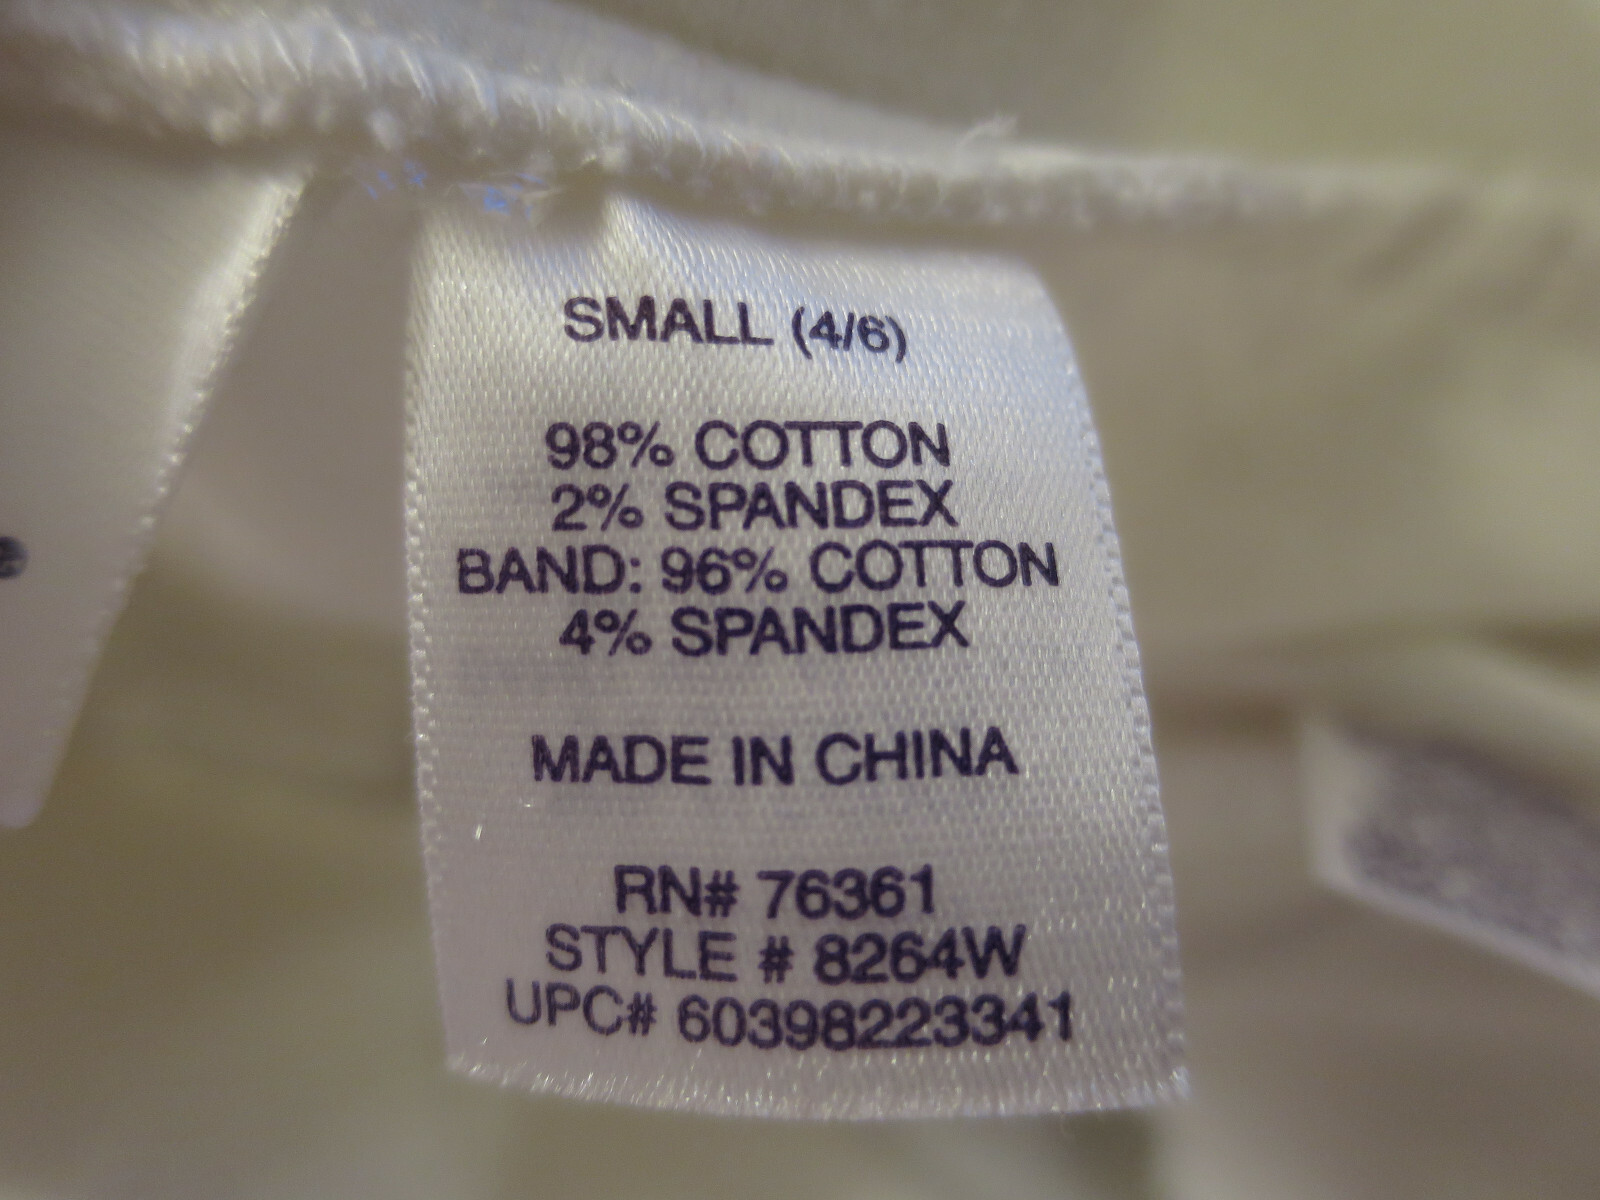 SMALL (4/6)
98% COTTON
2% SPANDEX
BAND: 96% COTTON
4% SPANDEX
MADE IN CHINA
RN# 76361
STYLE # 8264W
UPC# 60398223341